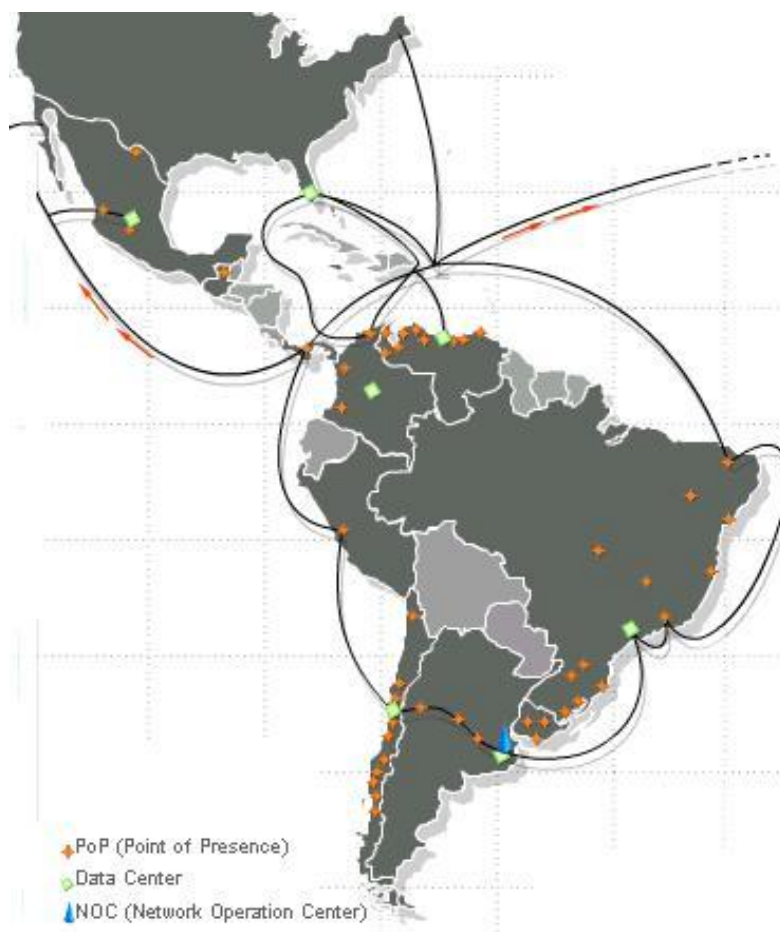 PoP (Point of Presence)
Data Center
NOC (Network Operation Center)